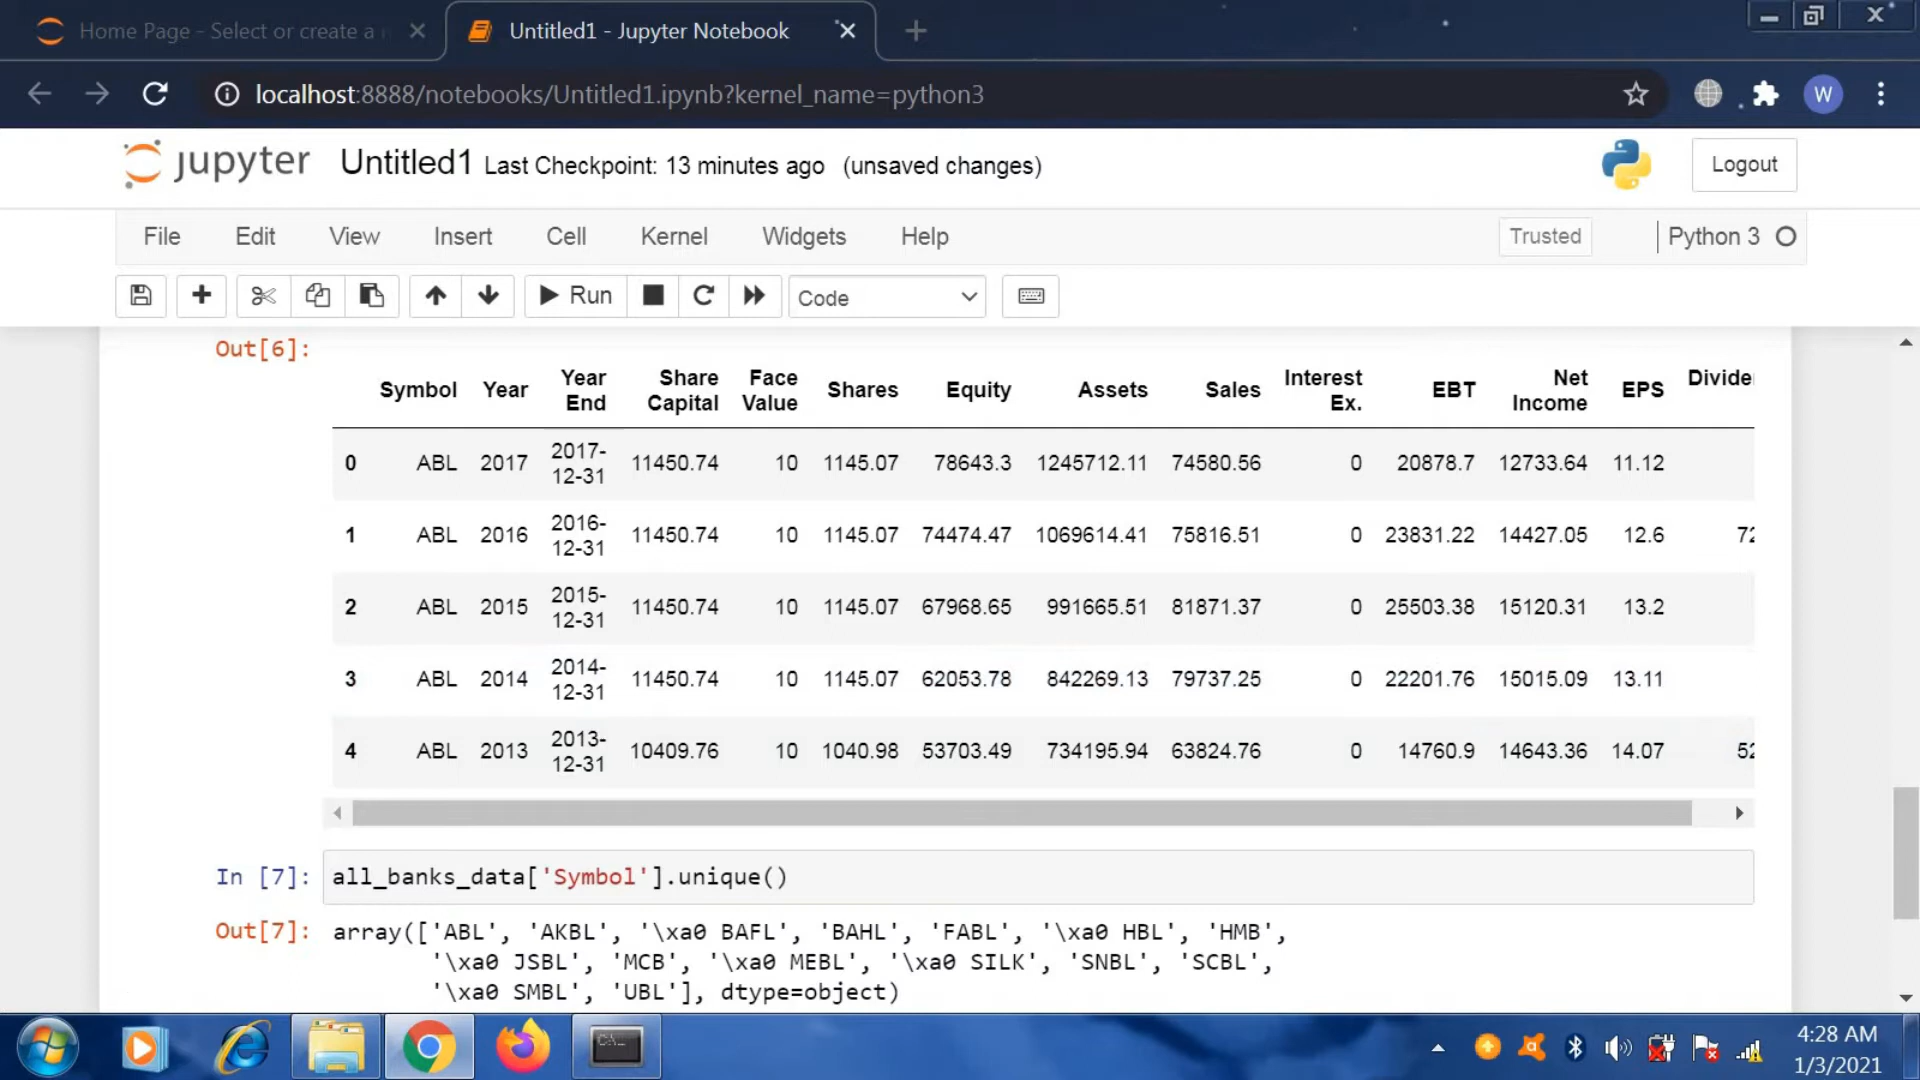 Home Page - Select or create a n
Untitled1 - Jupyter Notebook
localhost:8888/notebooks/Untitled1.ipynb?kernel_name=python3
W
jupyter Untitled1 Last Checkpoint: 13 minutes ago (unsaved changes)
Logout
File Edit View Insert Cell Kernel Widgets Help
Trusted
Python 3
Run
Code
Out[6]:
Symbol Year Year End Share Capital Face Value Shares Equity Assets Sales Interest Ex. EBT Net Income EPS
0 ABL 2017 2017-12-31 11450.74 10 1145.07 78643.3 1245712.11 74580.56 0 20878.7 12733.64 11.12
1 ABL 2016 2016-12-31 11450.74 10 1145.07 74474.47 1069614.41 75816.51 0 23831.22 14427.05 12.6
2 ABL 2015 2015-12-31 11450.74 10 1145.07 67968.65 991665.51 81871.37 0 25503.38 15120.31 13.2
3 ABL 2014 2014-12-31 11450.74 10 1145.07 62053.78 842269.13 79737.25 0 22201.76 15015.09 13.11
4 ABL 2013 2013-12-31 10409.76 10 1040.98 53703.49 734195.94 63824.76 0 14760.9 14643.36 14.07
In [7]: all_banks_data['Symbol'].unique()
Out[7]: array(['ABL', 'AKBL', '\xa0 BAFL', 'BAHL', 'FABL', '\xa0 HBL', 'HMB',
'\xa0 JSBL', 'MCB', '\xa0 MEBL', '\xa0 SILK', 'SNBL', 'SCBL',
'\xa0 SMBL', 'UBL'], dtype=object)
4:28 AM
1/3/2021